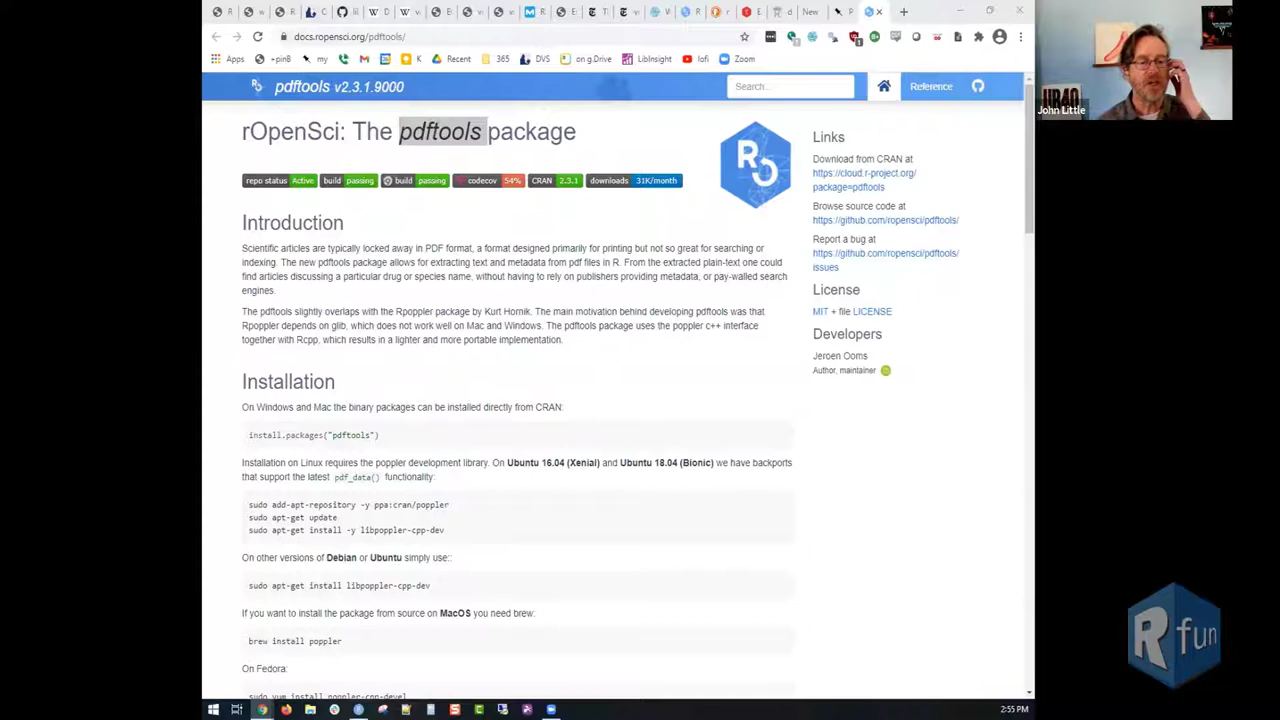 New
docs.ropensci.org/pdftools/
Apps
+pin8
my
K
Recent
365
DVS
on g.Drive
LibInsight
lofi
Zoom
pdftools v2.3.1.9000
Search...
Reference
rOpenSci: The pdftools package
repo status Active
build passing
build passing
codecov 54%
CRAN 2.3.1
downloads 31K/month
Introduction
Scientific articles are typically locked away in PDF format, a format designed primarily for printing but not so great for searching or
indexing. The new pdftools package allows for extracting text and metadata from pdf files in R. From the extracted plain-text one could
find articles discussing a particular drug or species name, without having to rely on publishers providing metadata, or pay-walled search
engines.
The pdftools slightly overlaps with the Rpoppler package by Kurt Hornik. The main motivation behind developing pdftools was that
Rpoppler depends on glib, which does not work well on Mac and Windows. The pdftools package uses the poppler c++ interface
together with Rcpp, which results in a lighter and more portable implementation.
Installation
On Windows and Mac the binary packages can be installed directly from CRAN:
install.packages("pdftools")
Installation on Linux requires the poppler development library. On Ubuntu 16.04 (Xenial) and Ubuntu 18.04 (Bionic) we have backports
that support the latest pdf_data() functionality:
sudo add-apt-repository -y ppa:cran/poppler
sudo apt-get update
sudo apt-get install -y libpoppler-cpp-dev
On other versions of Debian or Ubuntu simply use::
sudo apt-get install libpoppler-cpp-dev
If you want to install the package from source on MacOS you need brew:
brew install poppler
On Fedora:
sudo yum install poppler-cpp-devel
Links
Download from CRAN at
https://cloud.r-project.org/
package=pdftools
Browse source code at
https://github.com/ropensci/pdftools/
Report a bug at
https://github.com/ropensci/pdftools/
issues
License
MIT + file LICENSE
Developers
Jeroen Ooms
Author, maintainer
2:55 PM
UB40
John Little
R fun